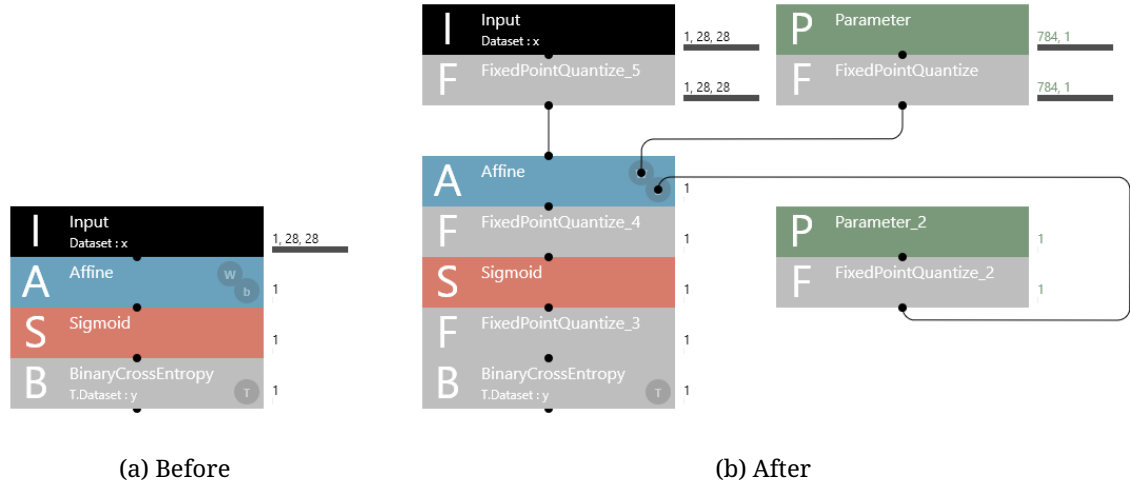 I
Input
Dataset : x
1, 28, 28
A
Affine
W
b
1
S
Sigmoid
1
B
BinaryCrossEntropy
T.Dataset : y
T
1
(a) Before
I
Input
Dataset : x
1, 28, 28
F
FixedPointQuantize_5
1, 28, 28
P
Parameter
784, 1
F
FixedPointQuantize
784, 1
A
Affine
1
F
FixedPointQuantize_4
1
S
Sigmoid
1
F
FixedPointQuantize_3
1
B
BinaryCrossEntropy
T.Dataset : y
T
1
P
Parameter_2
1
F
FixedPointQuantize_2
1
(b) After